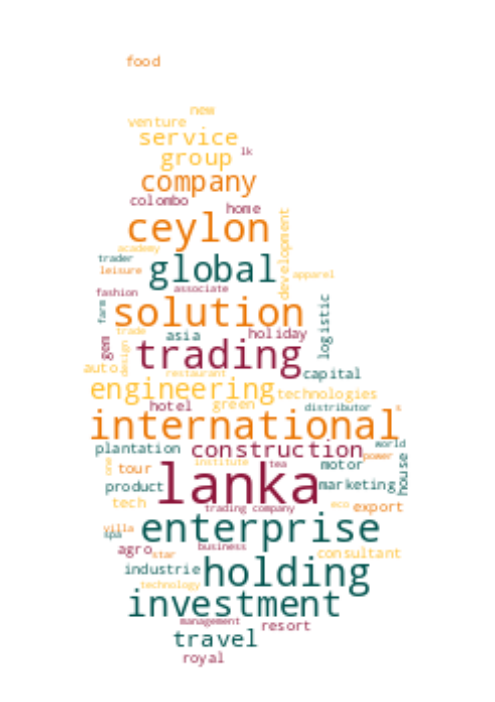 food
new
venture
service
lk
group
company
colombo
home
ceylon
development
academy
trader
global
leisure
apparel
associate
fashion
farm
solution
logistic
trade
asia
holiday
gem
design
trading
auto
restaurant
capital
engineering
technologies
hotel
green
distributor
s
international
plantation
construction
world
power
house
one
tour
institute
tea
motor
product
lanka
marketing
tech
trading company
eco
export
villa
spa
enterprise
agro
star
business
consultant
industrie
holding
technology
investment
management
resort
travel
royal